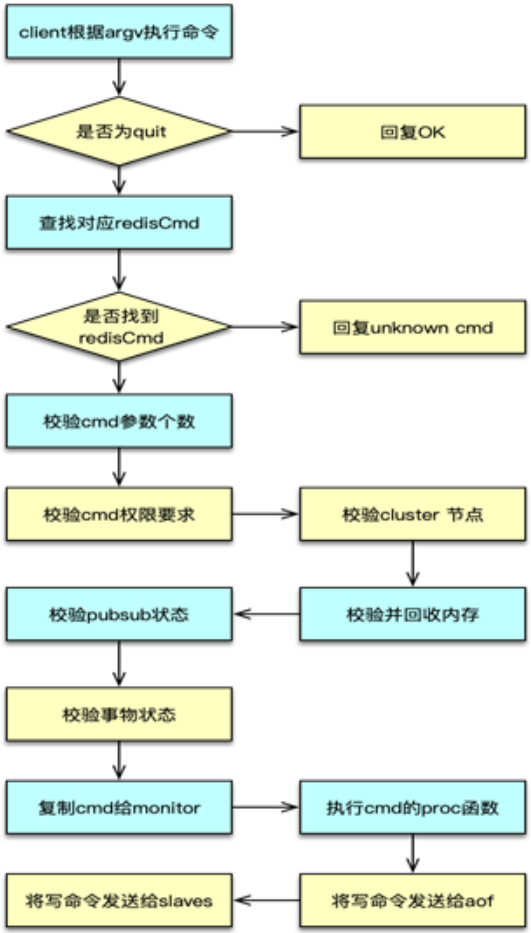 client根据argv执行命令
是否为quit
回复OK
查找对应redisCmd
是否找到
redisCmd
回复unknown cmd
校验cmd参数个数
校验cmd权限要求
校验cluster 节点
校验pubsub状态
校验并回收内存
校验事物状态
复制cmd给monitor
执行cmd的proc函数
将写命令发送给slaves
将写命令发送给aof